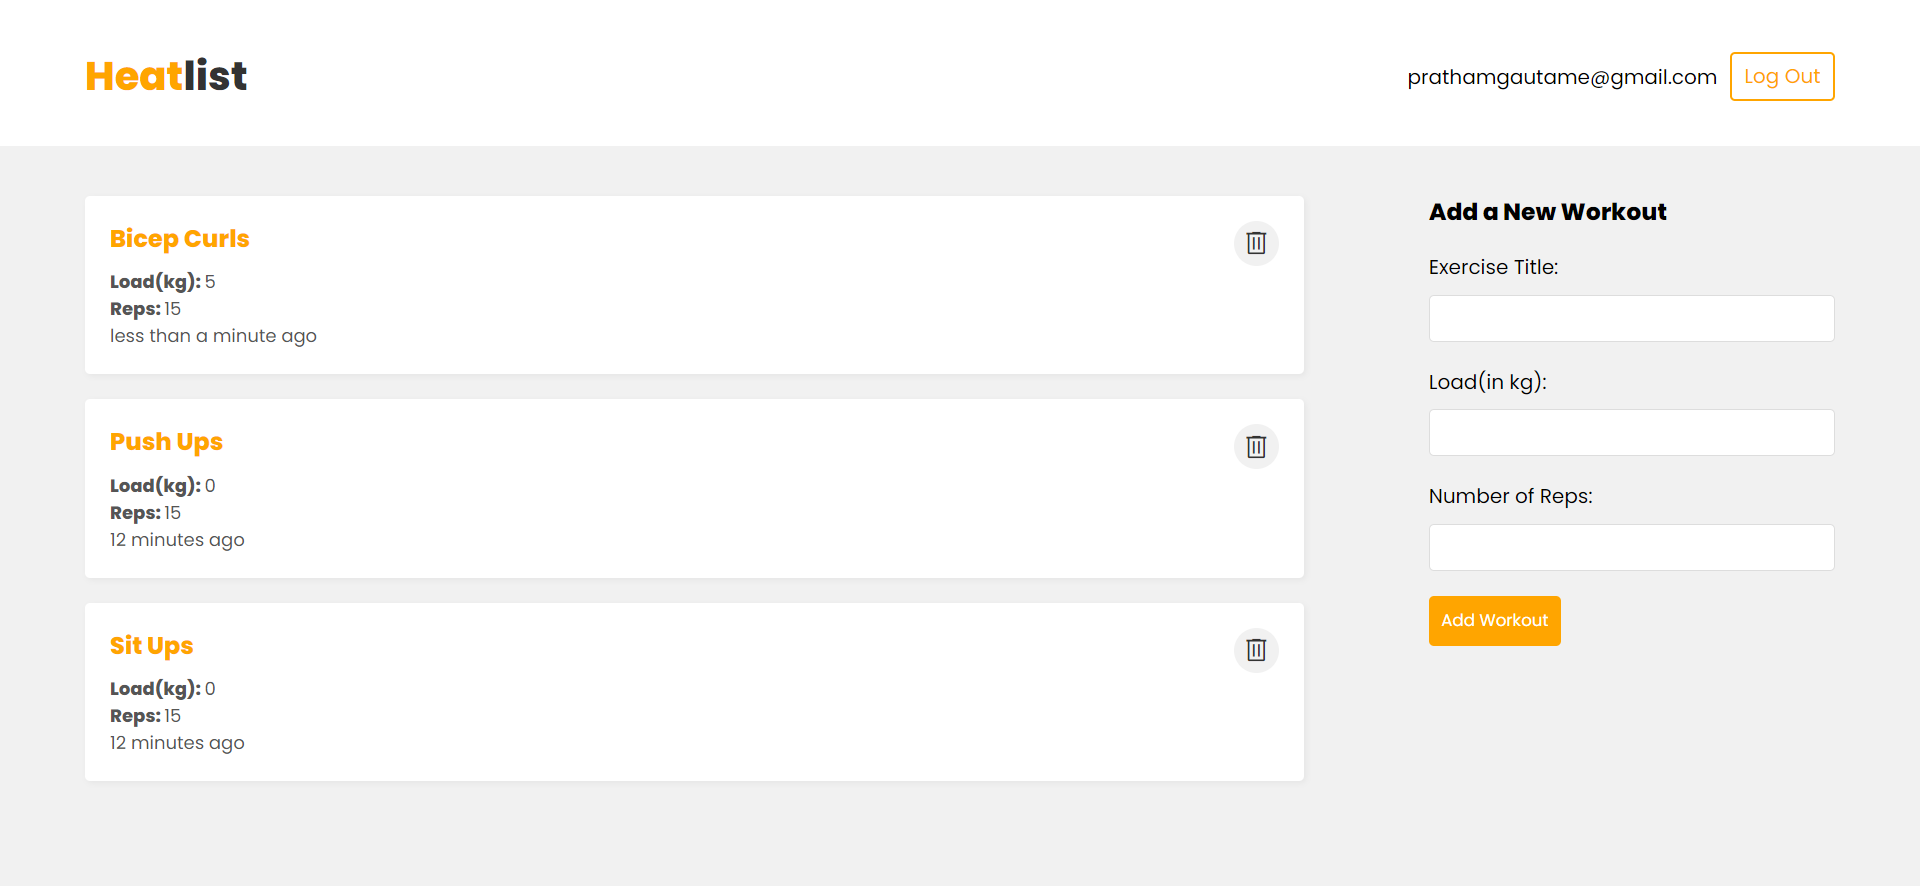 Heatlist
prathamgautame@gmail.com
Log Out
Bicep Curls
Load(kg): 5
Reps: 15
less than a minute ago
Push Ups
Load(kg): 0
Reps: 15
12 minutes ago
Sit Ups
Load(kg): 0
Reps: 15
12 minutes ago
Add a New Workout
Exercise Title:
Load(in kg):
Number of Reps:
Add Workout